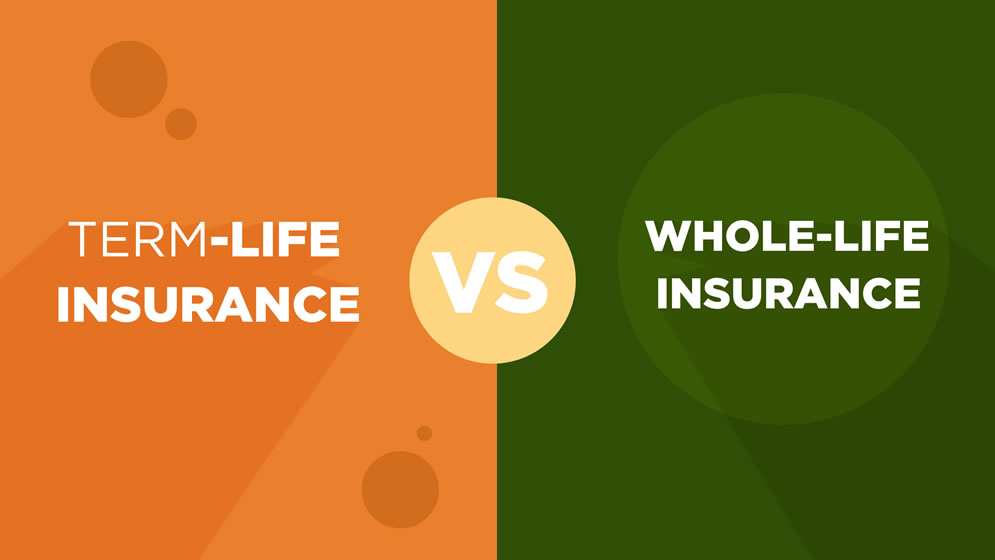 TERM-LIFE
INSURANCE
VS
WHOLE-LIFE
INSURANCE